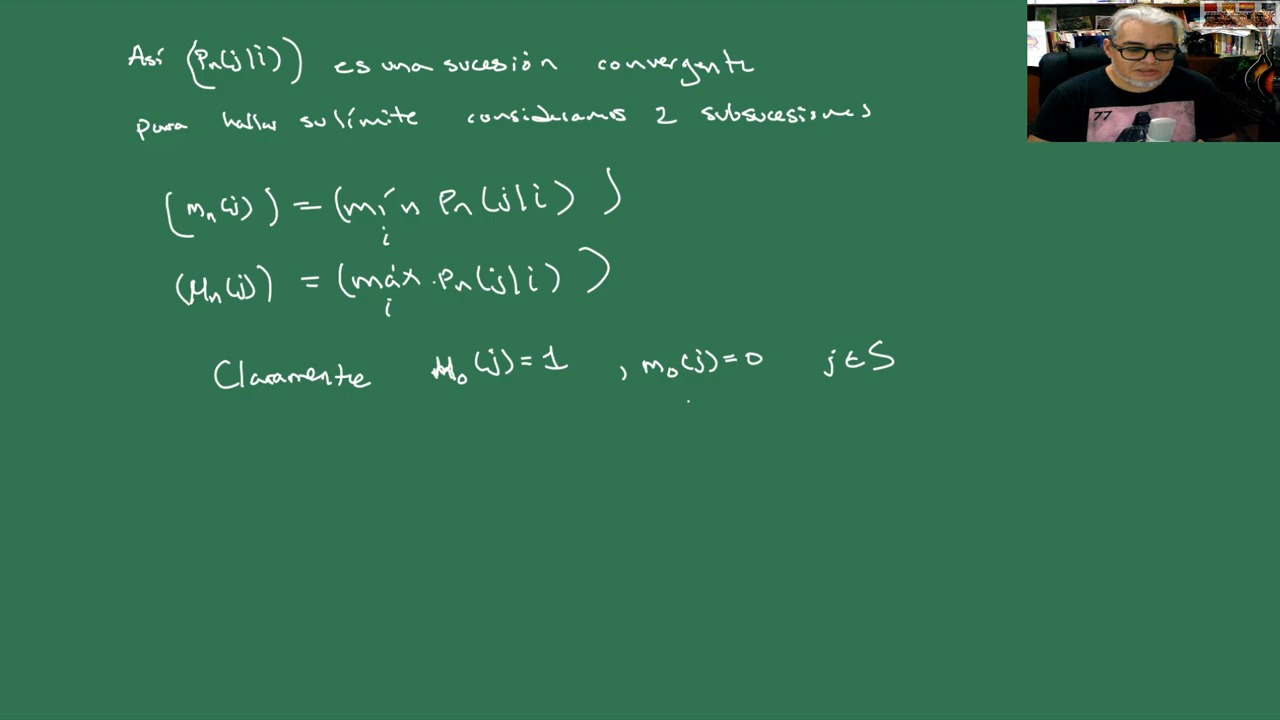 Así (Pn(j|i)) es una sucesión convergente
para hallar su límite consideramos 2 subsucesiones
(mn(j)) = (mín i Pn(j|i))
(Mn(j)) = (máx i Pn(j|i))
Claramente M0(j)=1 , m0(j)=0 j∈S
77